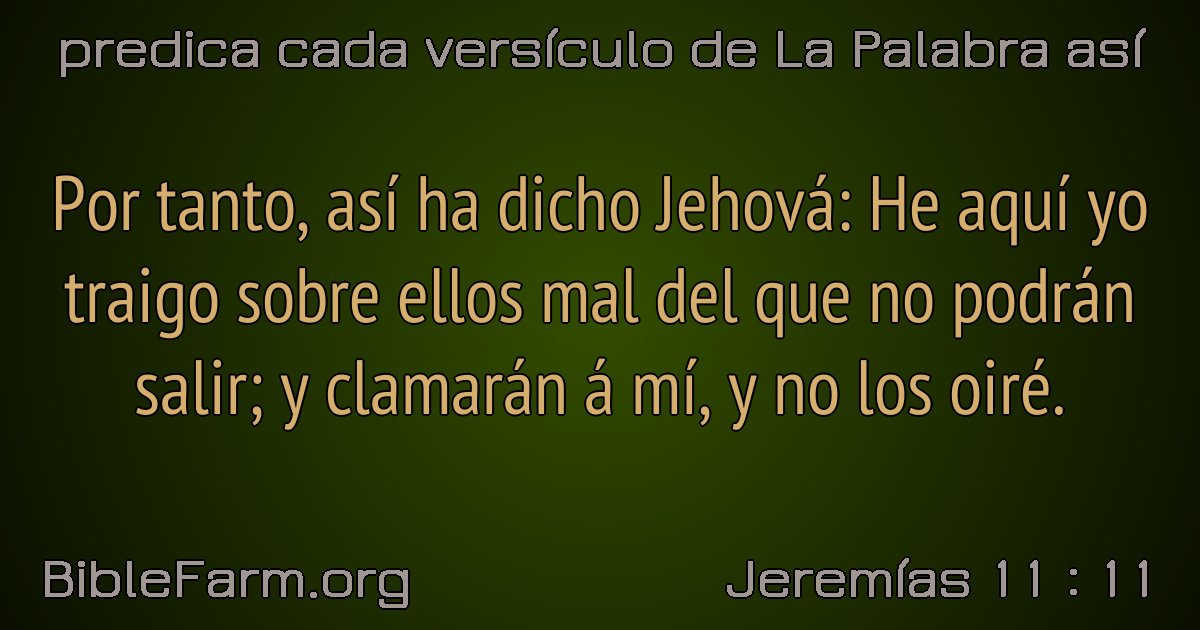 predica cada versículo de La Palabra así
Por tanto, así ha dicho Jehová: He aquí yo
traigo sobre ellos mal del que no podrán
salir; y clamarán á mí, y no los oiré.
BibleFarm.org
Jeremías 11 : 11